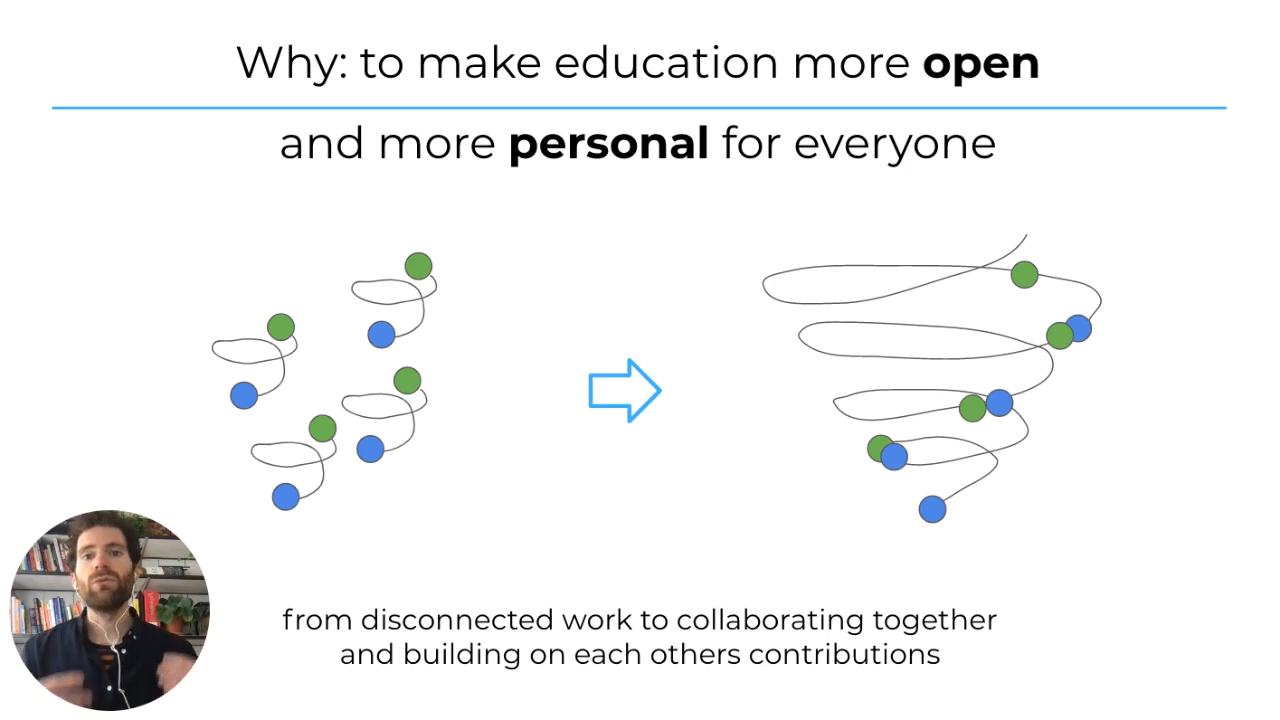 Why: to make education more open
and more personal for everyone
from disconnected work to collaborating together
and building on each others contributions